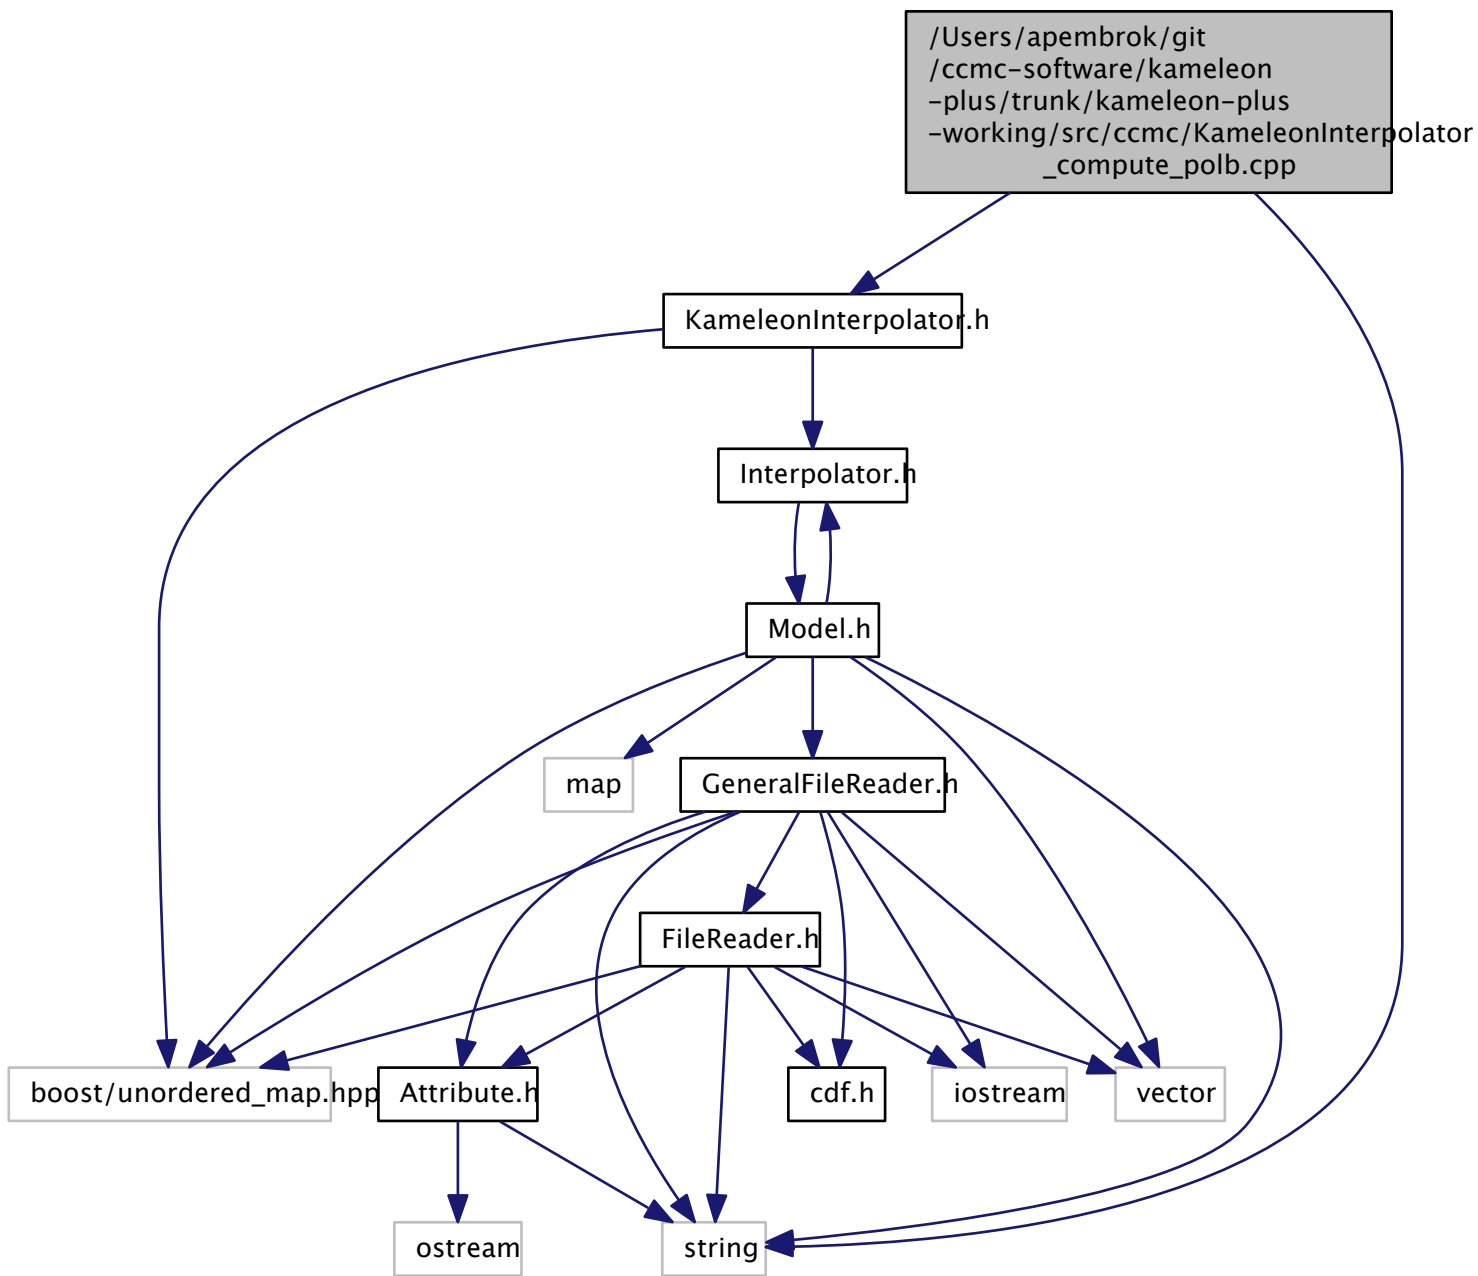 /Users/apembrok/git
/ccmc-software/kameleon
-plus/trunk/kameleon-plus
-working/src/ccmc/KameleonInterpolator
_compute_polb.cpp
KameleonInterpolator.h
Interpolator.h
Model.h
map
GeneralFileReader.h
FileReader.h
boost/unordered_map.hpp
Attribute.h
cdf.h
iostream
vector
ostream
string